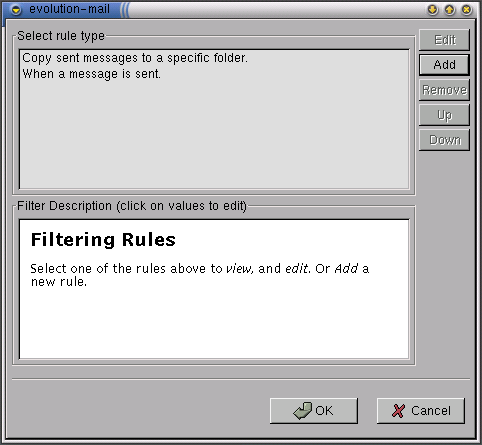 evolution-mail
Select rule type
Copy sent messages to a specific folder.
When a message is sent.
Edit
Add
Remove
Up
Down
Filter Description (click on values to edit)
Filtering Rules
Select one of the rules above to view, and edit. Or Add a
new rule.
OK
Cancel